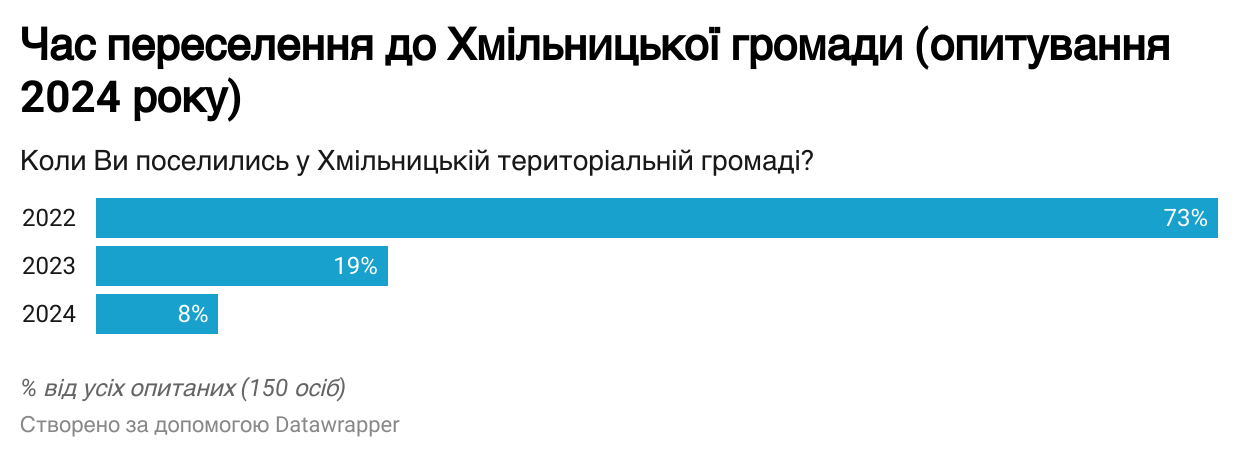 Час переселення до Хмільницької громади (опитування
2024 року)
Коли Ви поселились у Хмільницькій територіальній громаді?
2022 73%
2023 19%
2024 8%
% від усіх опитаних (150 осіб)
Створено за допомогою Datawrapper